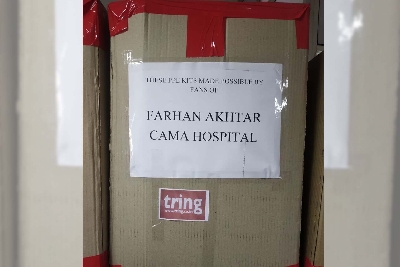 THESE PPE KITS MADE POSSIBLE BY
FANS OF
FARHAN AKHTAR
CAMA HOSPITAL
tring